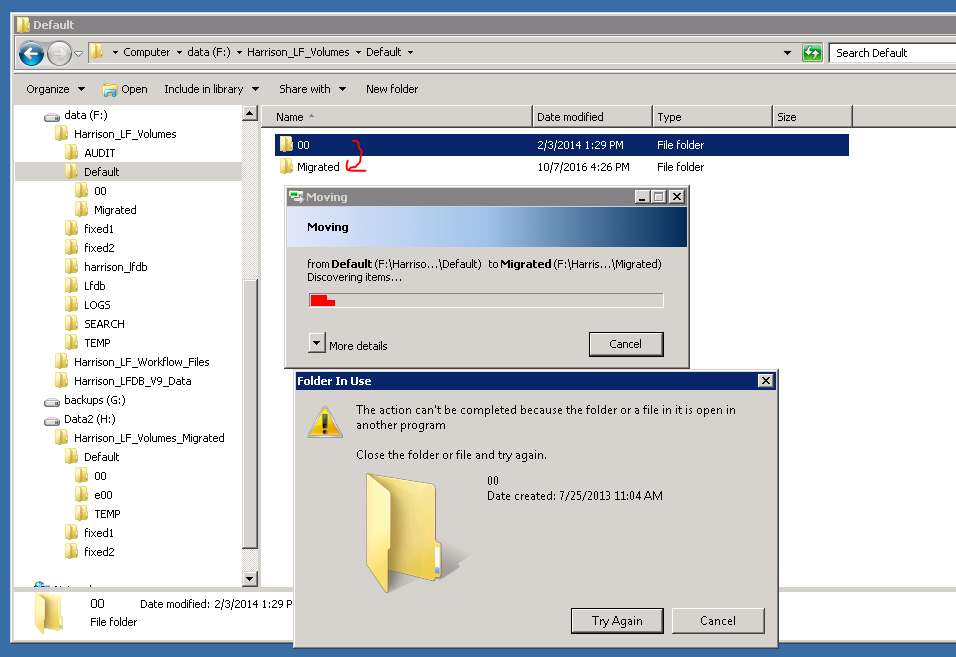 Default
Computer data (F:) Harrison_LF_Volumes Default
Search Default
Organize Open Include in library Share with New folder
data (F:)
Harrison_LF_Volumes
AUDIT
Default
00
Migrated
fixed1
fixed2
harrison_lfdb
Lfdb
LOGS
SEARCH
TEMP
Harrison_LF_Workflow_Files
Harrison_LFDB_V9_Data
backups (G:)
Data2 (H:)
Harrison_LF_Volumes_Migrated
Default
00
e00
TEMP
fixed1
fixed2
Name Date modified Type Size
00 2/3/2014 1:29 PM File folder
Migrated 10/7/2016 4:26 PM File folder
Moving
Moving
from Default (F:\Harriso...\Default) to Migrated (F:\Harris...\Migrated)
Discovering items...
More details
Cancel
Folder In Use
The action can't be completed because the folder or a file in it is open in
another program
Close the folder or file and try again.
00
Date created: 7/25/2013 11:04 AM
Try Again Cancel
00 Date modified: 2/3/2014 1:29 P
File folder